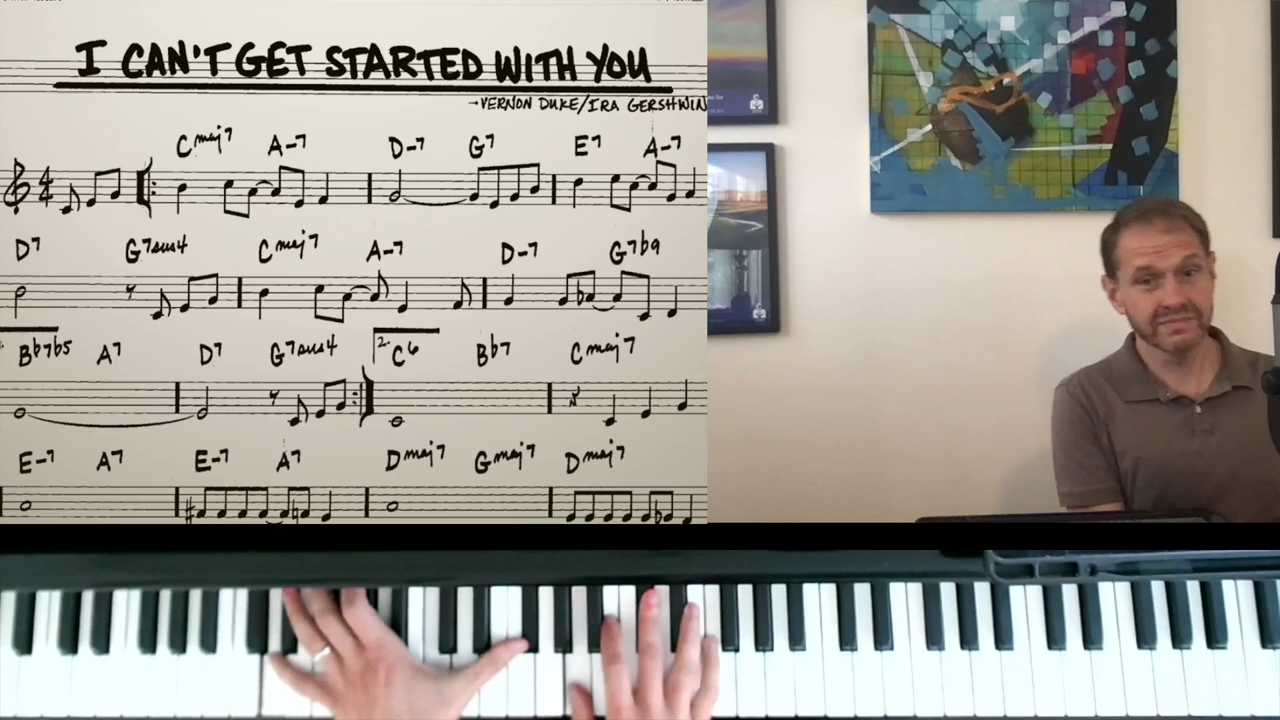 I CAN'T GET STARTED WITH YOU
-VERNON DUKE/IRA GERSHWIN
Cmaj7 A-7 D-7 G7 E7 A-7
D7 G7sus4 Cmaj7 A-7 D-7 G7b9
Bb7b5 A7 D7 G7sus4 2. C6 Bb7 Cmaj7
E-7 A7 E-7 A7 Dmaj7 Gmaj7 Dmaj7